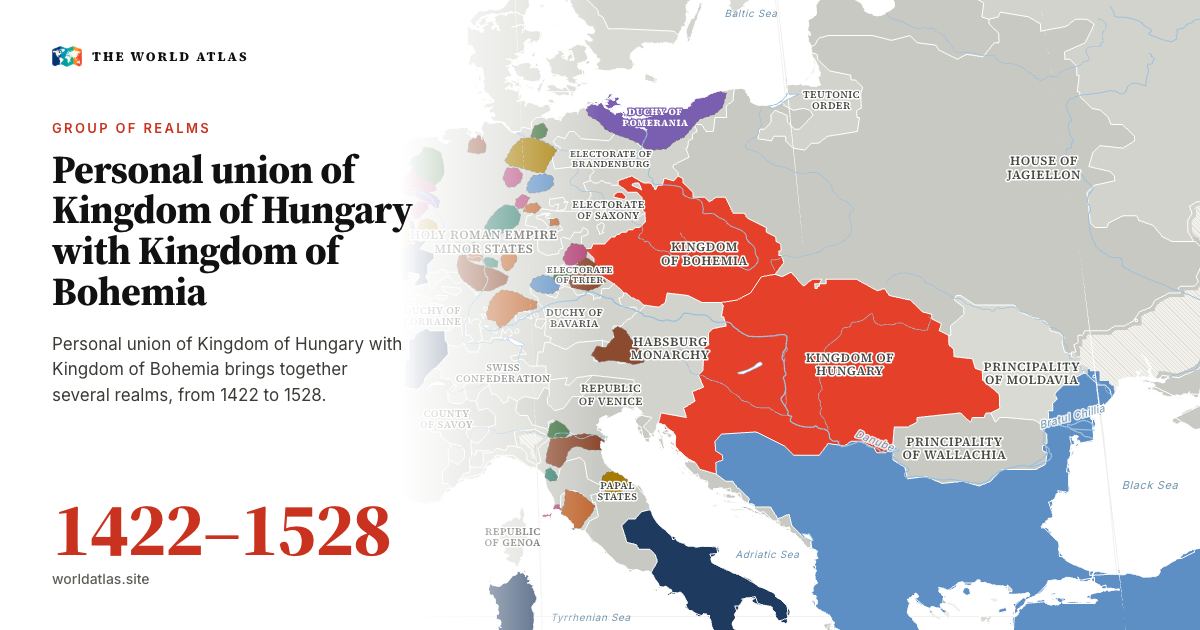 THE WORLD ATLAS
GROUP OF REALMS
Personal union of
Kingdom of Hungary
with Kingdom of
Bohemia
Personal union of Kingdom of Hungary with
Kingdom of Bohemia brings together
several realms, from 1422 to 1528.
1422–1528
worldatlas.site
Baltic Sea
DUCHY OF
POMERANIA
TEUTONIC
ORDER
ELECTORATE OF
BRANDENBURG
HOUSE OF
JAGIELLON
ELECTORATE
OF SAXONY
HOLY ROMAN EMPIRE
MINOR STATES
KINGDOM
OF BOHEMIA
ELECTORATE
OF TRIER
DUCHY OF
LORRAINE
DUCHY OF
BAVARIA
HABSBURG
MONARCHY
KINGDOM OF
HUNGARY
SWISS
CONFEDERATION
PRINCIPALITY
OF MOLDAVIA
REPUBLIC
OF VENICE
COUNTY
OF SAVOY
Bratul Chillia
Danube
PRINCIPALITY
OF WALLACHIA
PAPAL
STATES
Black Sea
REPUBLIC
OF GENOA
Adriatic Sea
Tyrrhenian Sea